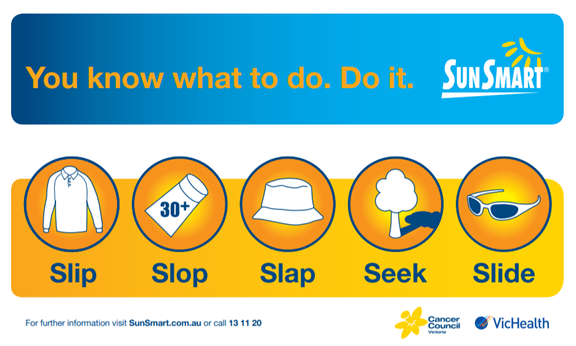 You know what to do. Do it.
SUNSMART®
30+
Slip Slop Slap Seek Slide
For further information visit SunSmart.com.au or call 13 11 20
Cancer
Council
Victoria
VicHealth